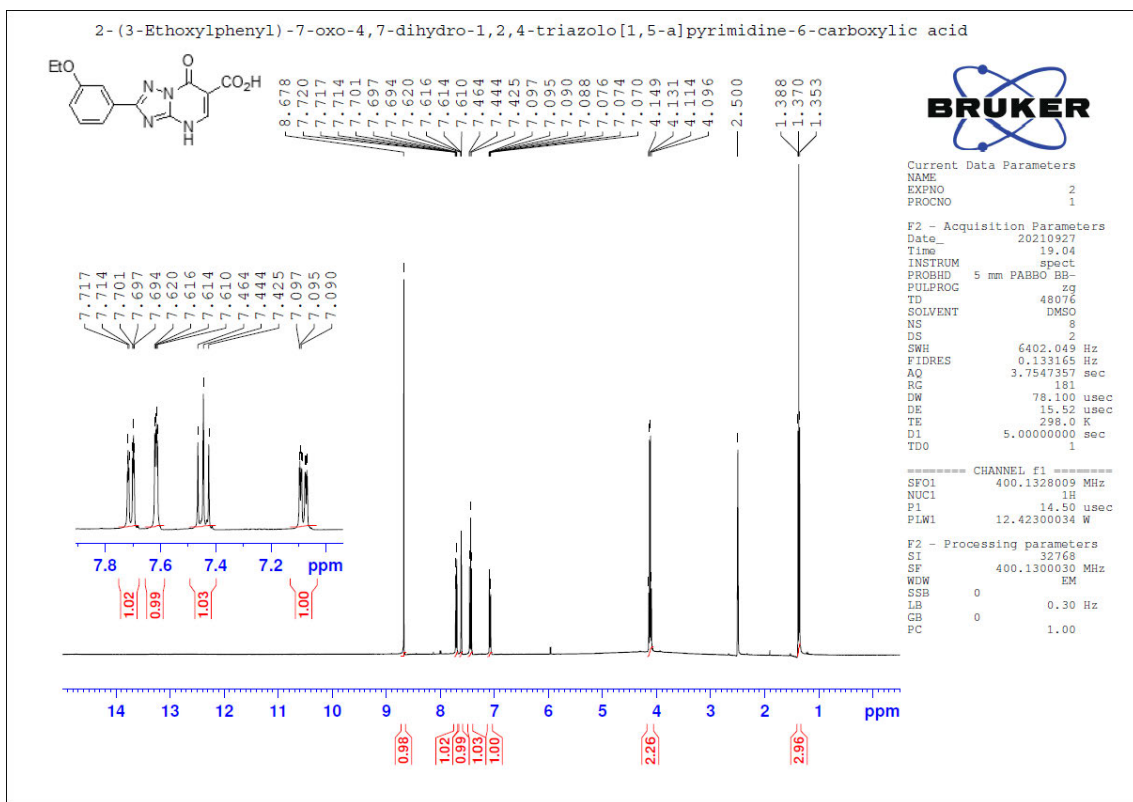 2-(3-Ethoxylphenyl)-7-oxo-4,7-dihydro-1,2,4-triazolo[1,5-a]pyrimidine-6-carboxylic acid
EtO
O
CO₂H
N
N
N
N
H
8.678
7.720
7.717
7.714
7.701
7.697
7.694
7.620
7.616
7.614
7.610
7.464
7.444
7.425
7.097
7.095
7.090
7.088
7.076
7.074
7.070
4.149
4.131
4.114
4.096
2.500
1.388
1.370
1.353
BRUKER
Current Data Parameters
NAME
EXPNO 2
PROCNO 1
F2 - Acquisition Parameters
Date_ 20210927
Time 19.04
INSTRUM spect
PROBHD 5 mm PABBO BB-
PULPROG zg
TD 48076
SOLVENT DMSO
NS 8
DS 2
SWH 6402.049 Hz
FIDRES 0.133165 Hz
AQ 3.7547357 sec
RG 181
DW 78.100 usec
DE 15.52 usec
TE 298.0 K
D1 5.00000000 sec
TD0 1
======== CHANNEL f1 ========
SFO1 400.1328009 MHz
NUC1 1H
P1 14.50 usec
PLW1 12.42300034 W
F2 - Processing parameters
SI 32768
SF 400.1300030 MHz
WDW EM
SSB 0
LB 0.30 Hz
GB 0
PC 1.00
7.717
7.714
7.701
7.697
7.694
7.620
7.616
7.614
7.610
7.464
7.444
7.425
7.097
7.095
7.090
7.8 7.6 7.4 7.2 ppm
1.02 0.99 1.03 1.00
14 13 12 11 10 9 8 7 6 5 4 3 2 1 ppm
0.98 1.02 0.99 1.03 1.00 2.26 2.96